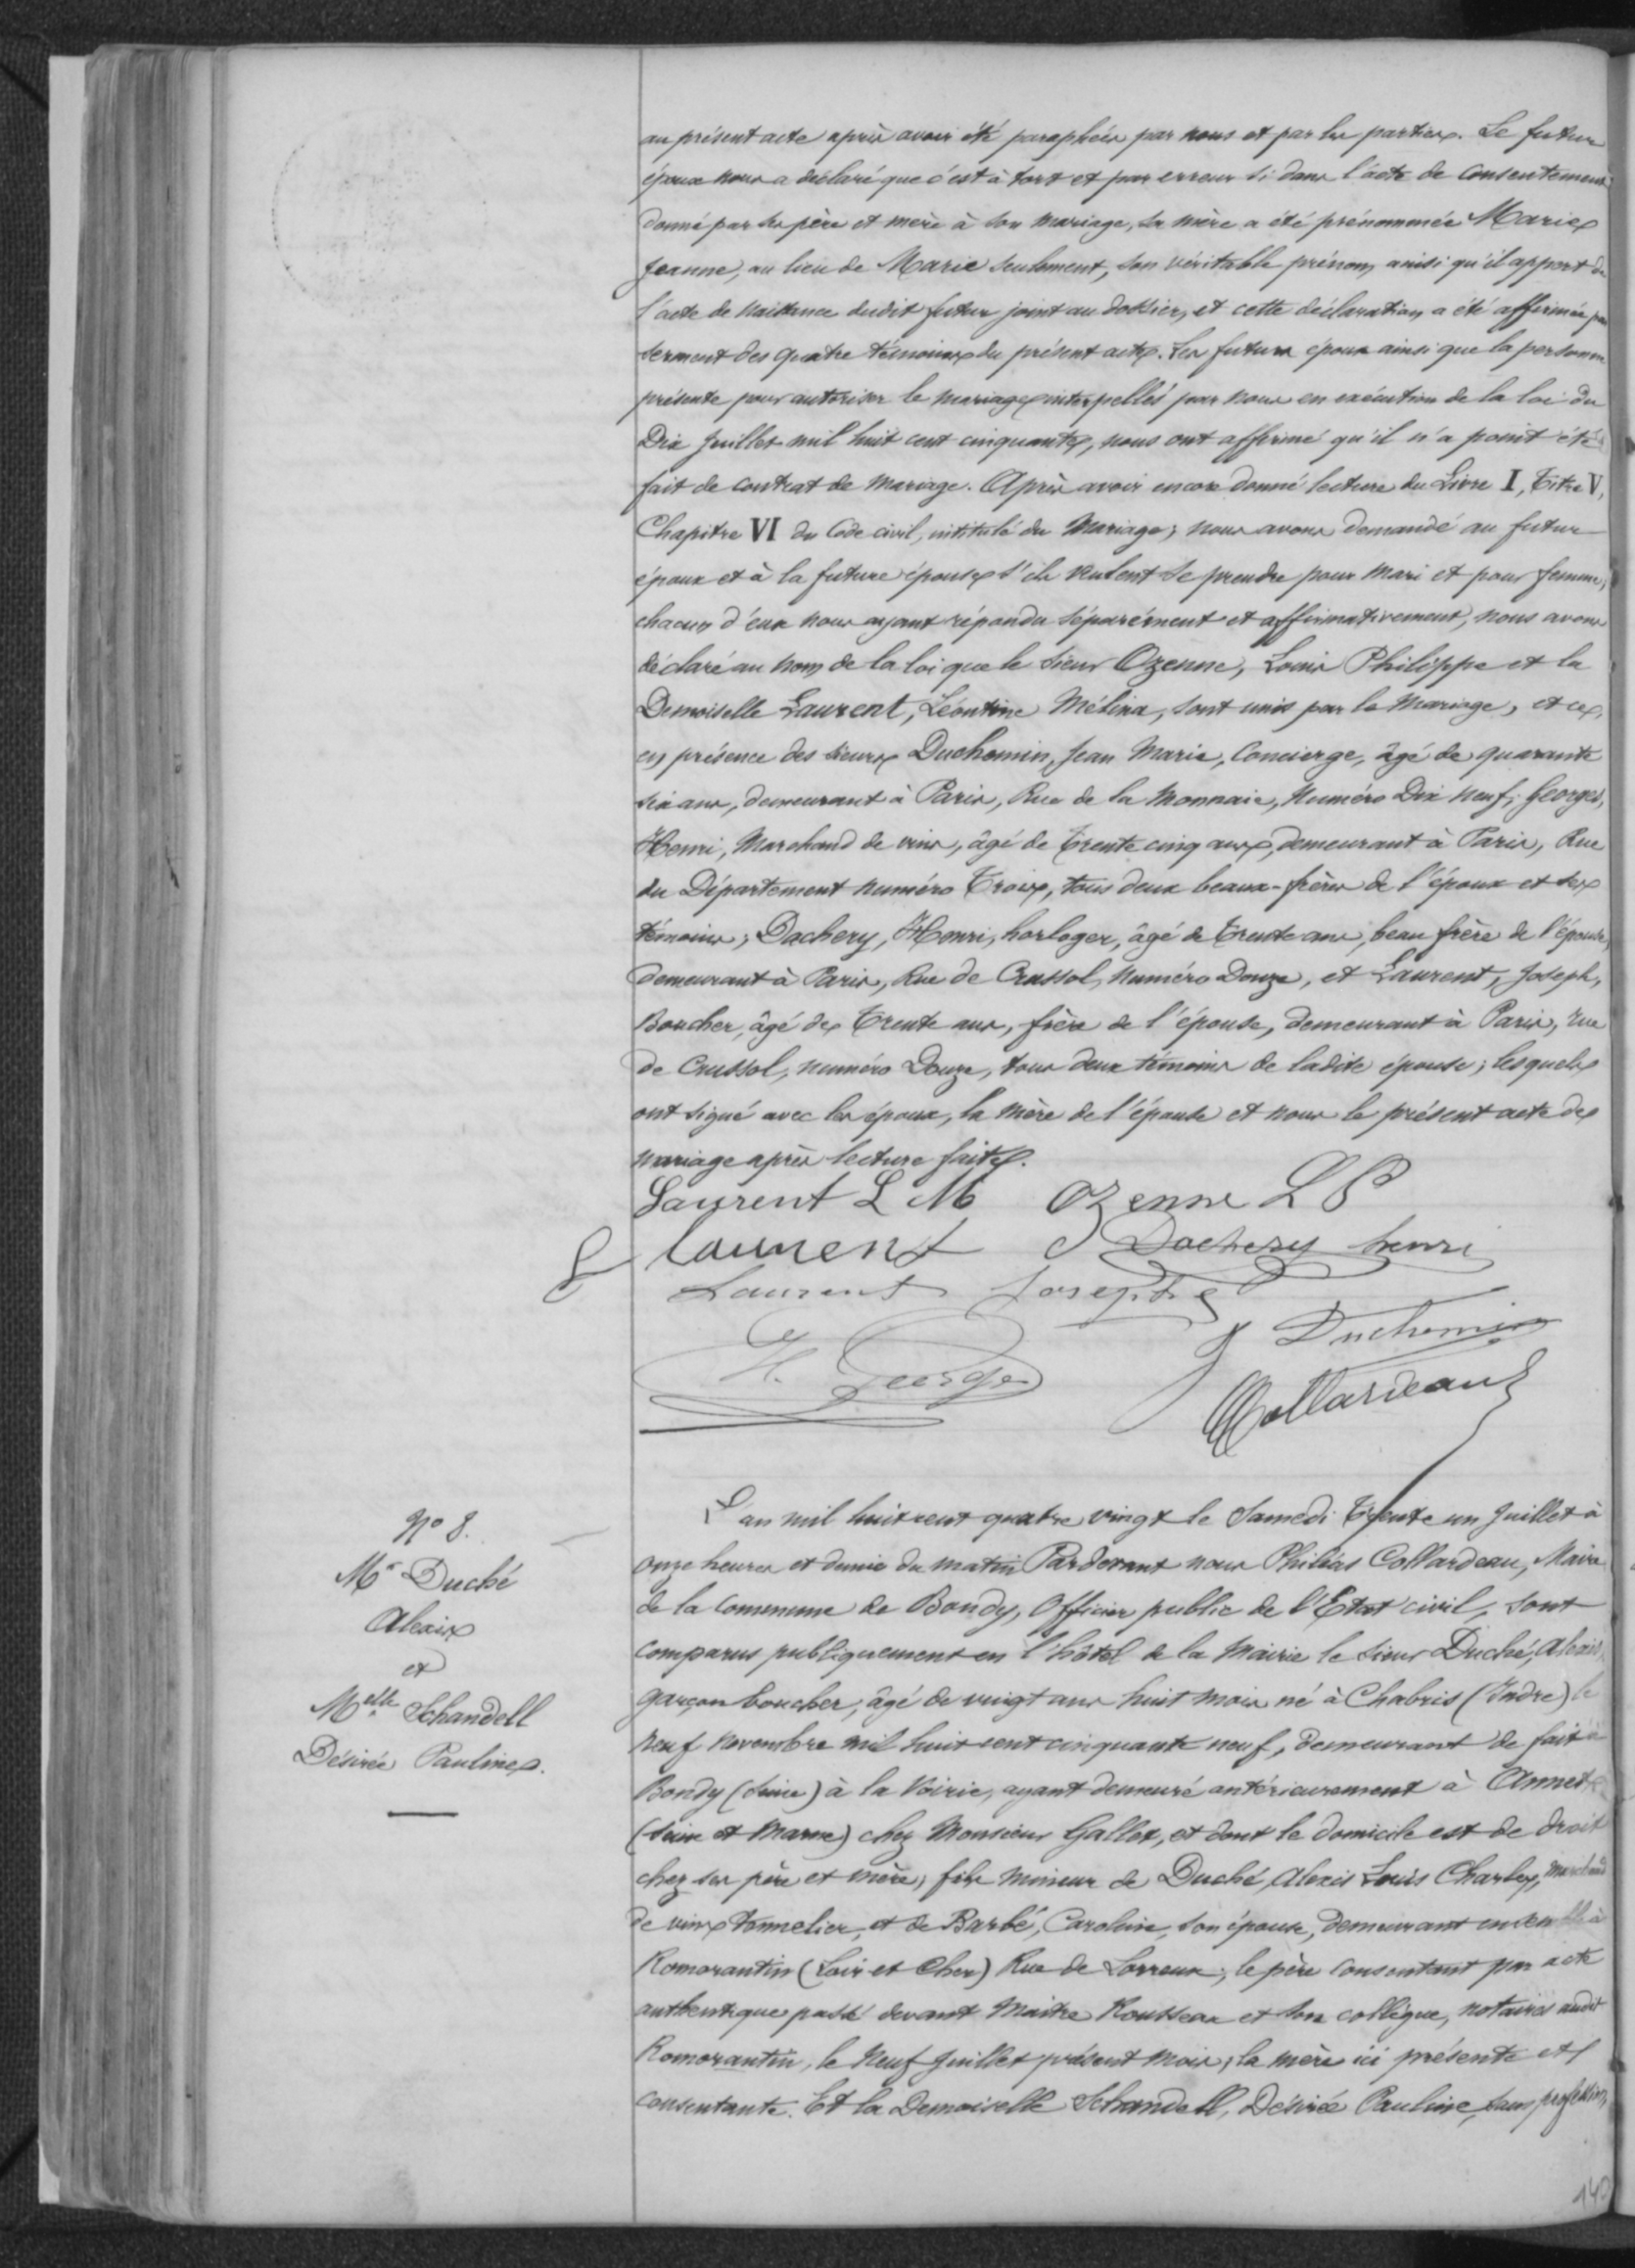 au présent acte après avoir été paraphées par nous et par les parties. Le futur
époux nous a déclaré que c'est à tort et par erreur si dans l'acte de consentement
donné par ses père et mère à son mariage, sa mère a été prénommée Marie
Jeanne, au lieu de Marie seulement, son véritable prénom, ainsi qu'il appert de
l'acte de naissance dudit futur joint au dossier, et cette déclaration a été affirmée par
serment des quatre témoins du présent acte. Les futurs époux ainsi que la personne
présente pour autoriser le mariage interpellés par nous en exécution de la loi du
Dix Juillet mil huit cent cinquante, nous ont affirmé qu'il n'a point été
fait de contrat de mariage. Après avoir encore donné lecture du Livre I, Titre V,
Chapitre VI du Code civil, intitulé du Mariage; nous avons demandé au futur
époux et à la future épouse s'ils veulent se prendre pour mari et pour femme,
chacun d'eux nous ayant répondu séparément et affirmativement, nous avons
déclaré au nom de la loi que le sieur Ozenne, Louis Philippe et la
Demoiselle Laurent, Léontine Mélina, sont unis par le Mariage, et ce,
en présence des sieurs Duchemin, Jean Marie, Concierge, âgé de quarante
six ans, demeurant à Paris, Rue de la Monnaie, Numéro Dix neuf; Georges,
Henri, Marchand de vins, âgé de trente cinq ans, demeurant à Paris, Rue
du Département numéro Trois, tous deux beaux-frères de l'époux et ses
témoins; Dachery, Henri, horloger, âgé de trente ans, beau frère de l'épouse,
demeurant à Paris, Rue de Crussol, Numéro Douze, et Laurent, Joseph,
Boucher, âgé de Trente ans, frère de l'épouse, demeurant à Paris, rue
de Crussol, numéro Douze, tous deux témoins de ladite épouse; lesquels
ont signé avec les époux, la mère de l'épouse et nous le présent acte de
mariage après lecture faite.
Laurent L M Ozenne L P
Laurent Dachery henri
Laurent Joseph
H. George Duchemin
Collardeau
N° 8.
Mr Duché
Alexis
et
Melle Schandell
Désirée Pauline.
L'an mil huit cent quatre vingt le Samedi Trente un Juillet à
onze heures et demie du matin Pardevant nous Philéas Collardeau, Maire
de la Commune de Bondy, Officier public de l'Etat civil, sont
comparus publiquement en l'hôtel de la Mairie le sieur Duché, Alexis,
garçon boucher, âgé de vingt ans huit mois né à Chabris (Indre) le
neuf Novembre mil huit cent cinquante neuf, demeurant de fait à
Bondy (Seine) à la Voirie, ayant demeuré antérieurement à Annet
(Seine et Marne) chez Monsieur Gallet, et dont le domicile est de droit
chez ses père et mère, fils mineur de Duché, Alexis Louis Charles, marchand
de vins tonnelier, et de Barbé, Caroline, son épouse, demeurant ensemble à
Romorantin (Loir et Cher) Rue de Lorreux; le père consentant par acte
authentique passé devant Maitre Rousseau et son collègue, notaires audit
Romorantin, le Neuf Juillet présent mois; la mère ici présente et
consentante. Et la Demoiselle Schandell, Désirée Pauline, sans profession,